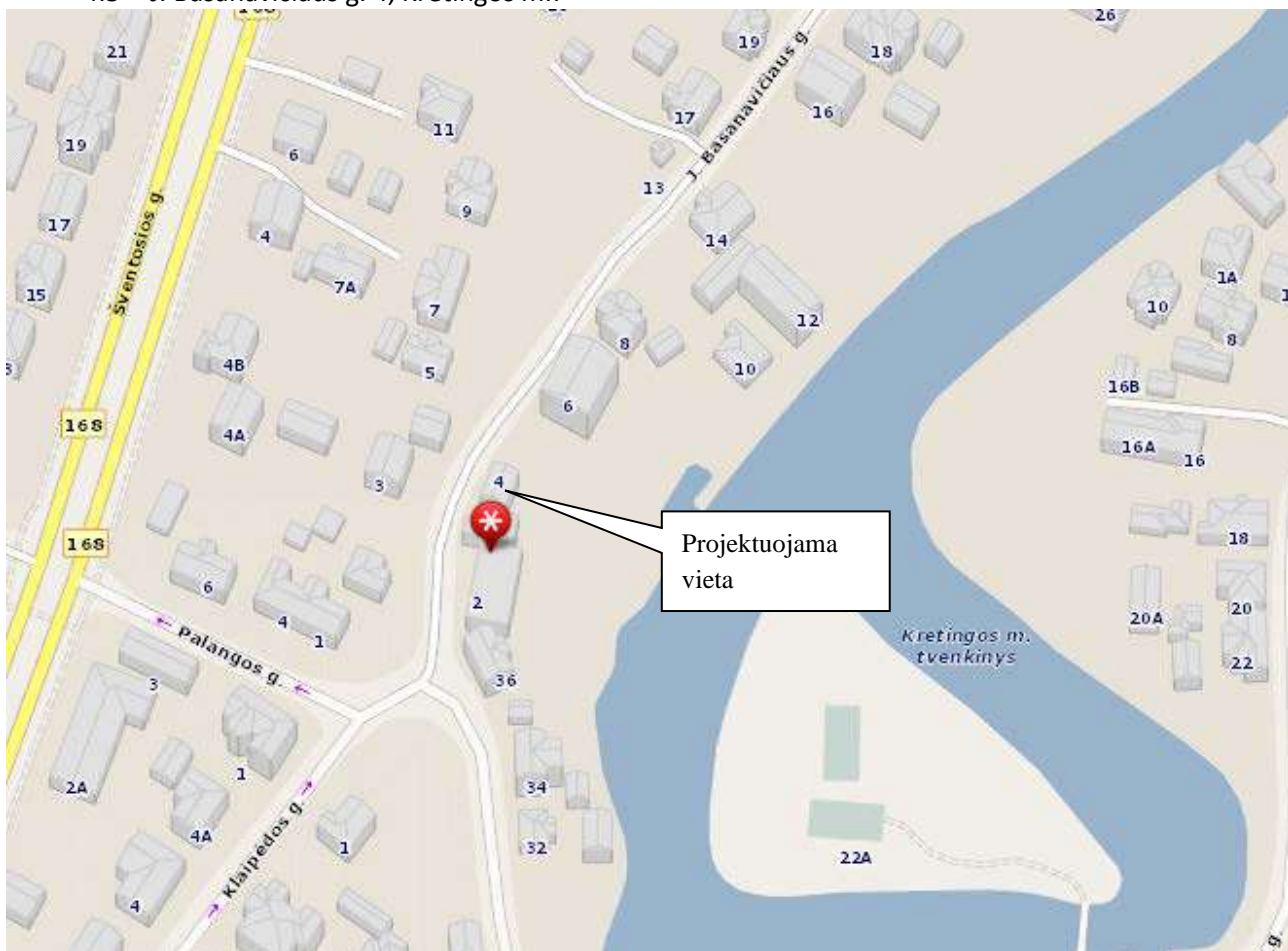 J. Basanavičiaus g. 4, Kretingos m.
168
21
19
26
18
J. Basanavičiaus g.
17
16
11
6
19
13
9
17
4
14
Šventosios g.
7A
1A
15
7
10
12
8
8
4B
5
10
16B
6
168
4A
16A
16
3
4
168
Projektuojama
vieta
18
6
2
20A
20
4
1
Kretingos m.
tvenkinys
Palangos g.
22
3
36
1
2A
34
4A
Klaipėdos g.
1
32
22A
4
g.